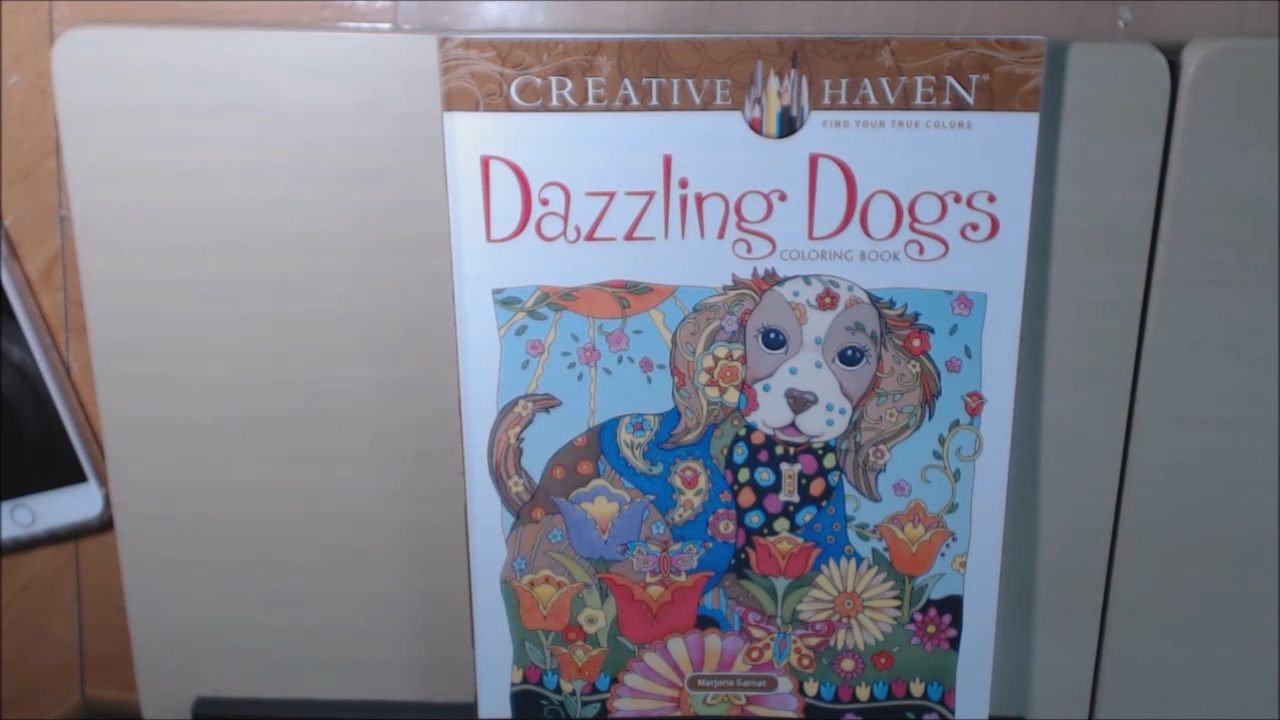 CREATIVE HAVEN
FIND YOUR TRUE COLORS
Dazzling Dogs
COLORING BOOK
Marjorie Sarnat